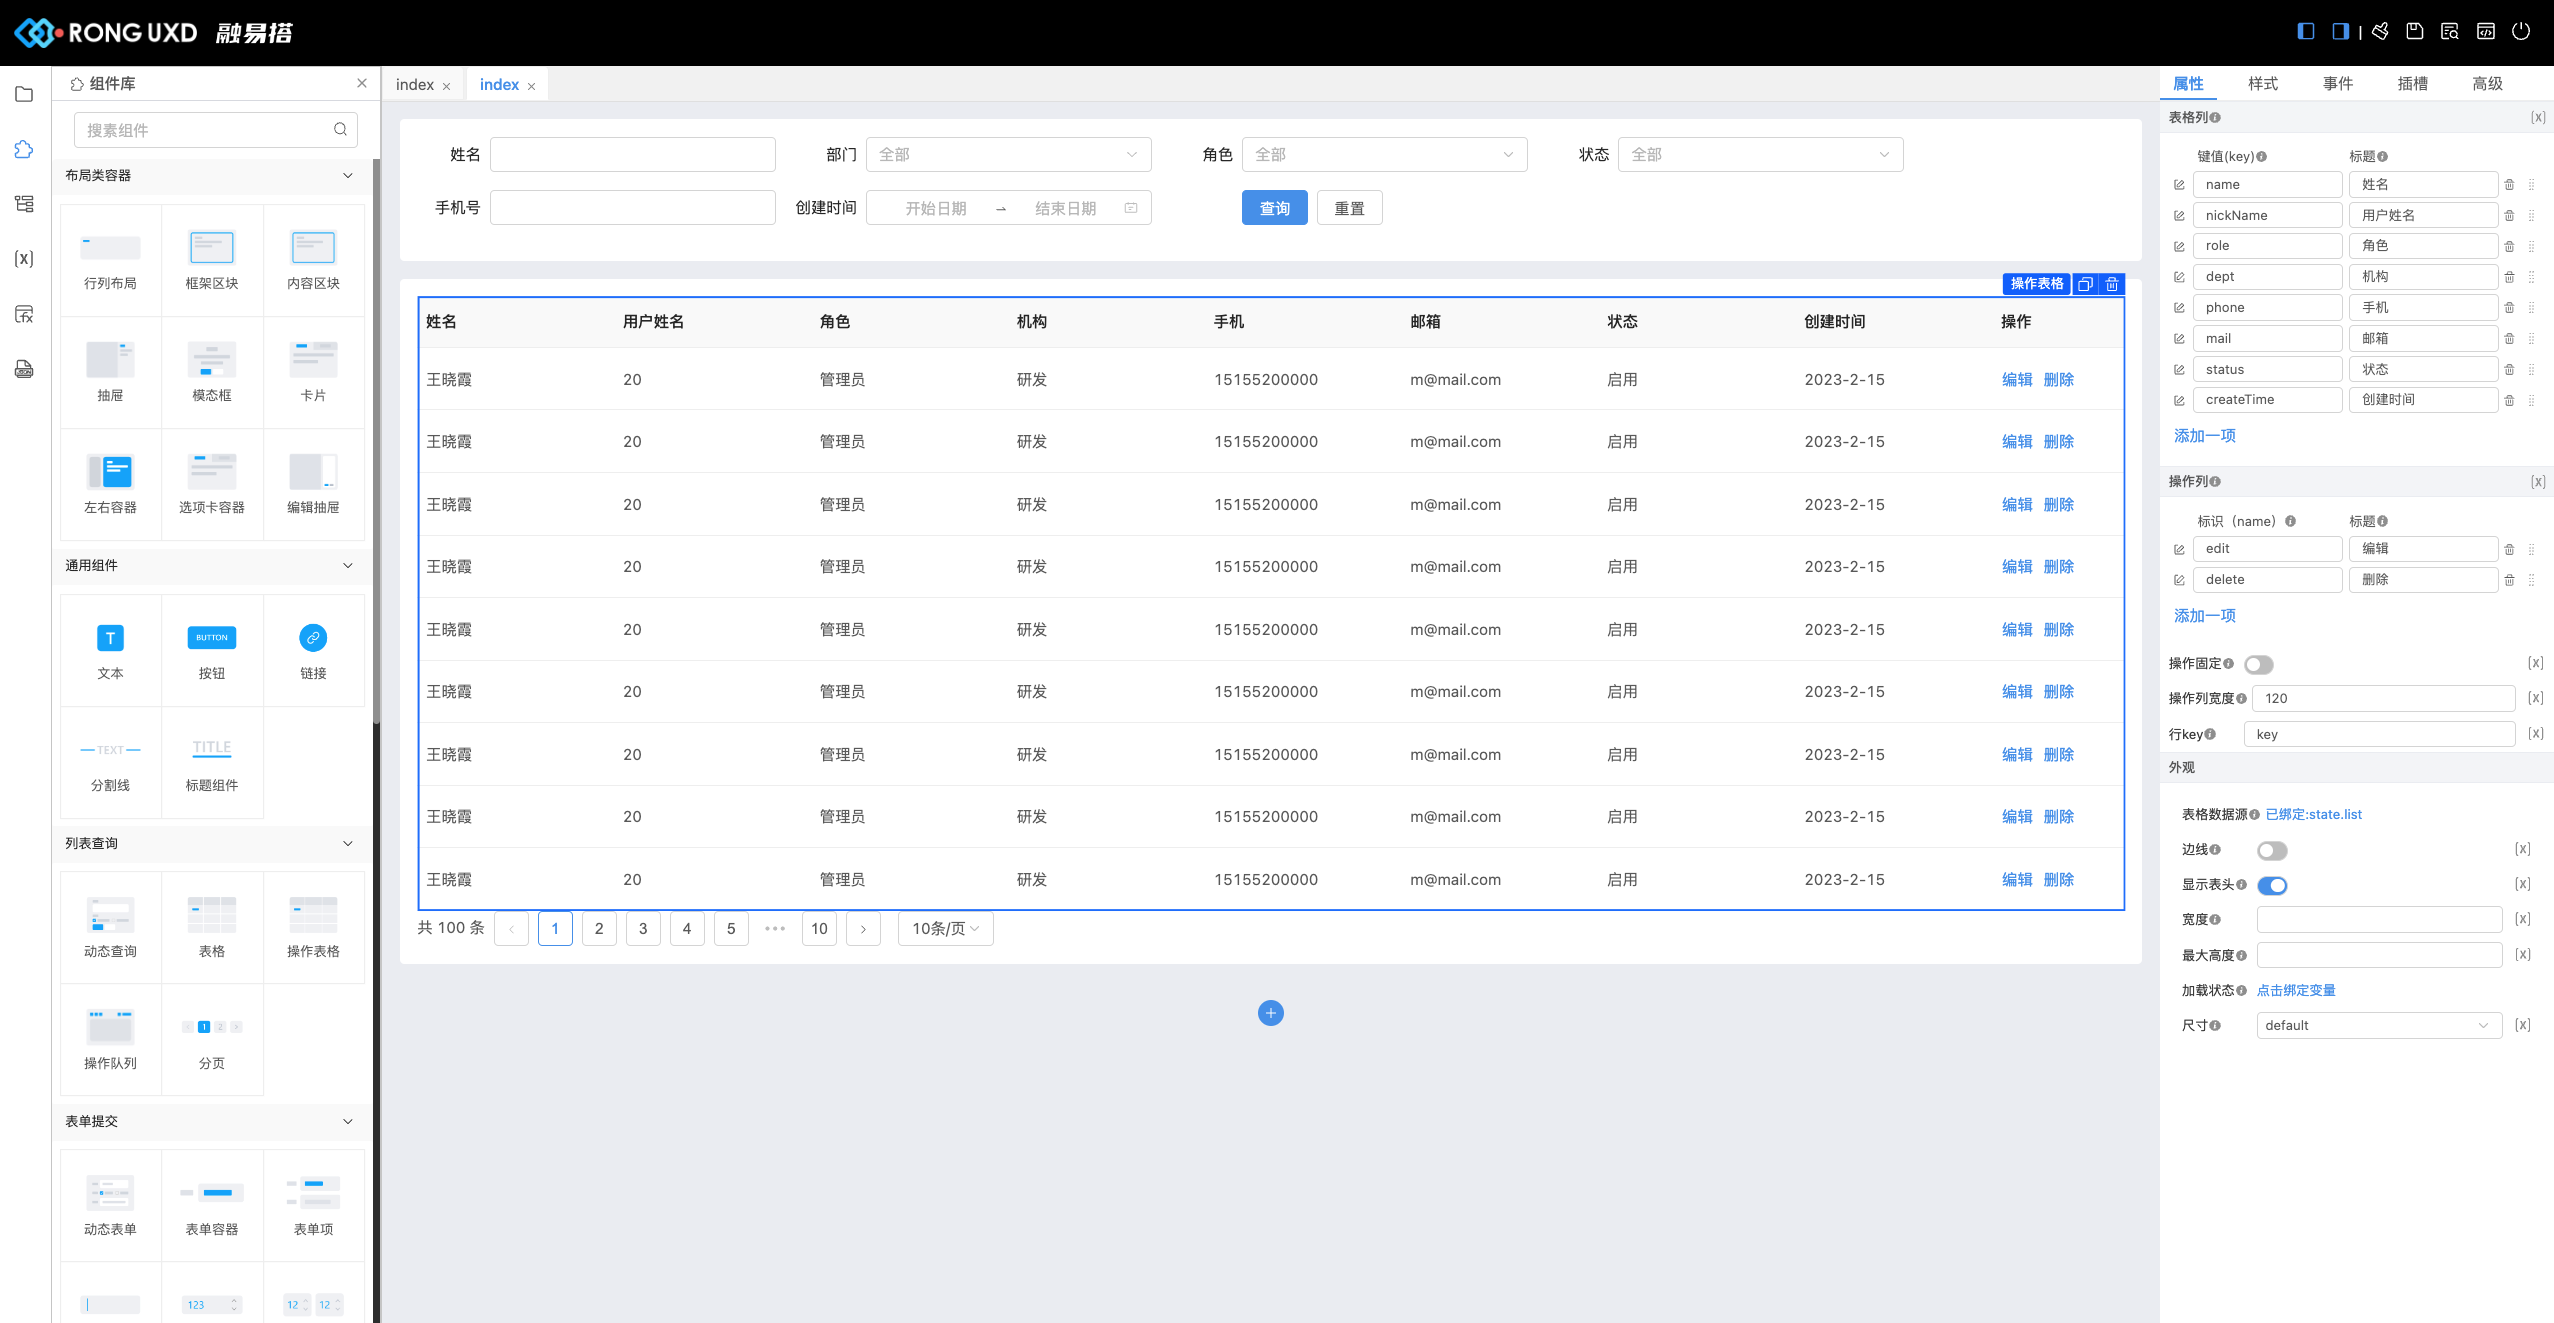 RONG UXD 融易搭
组件库
搜索组件
布局类容器
行列布局 框架区块 内容区块
抽屉 模态框 卡片
左右容器 选项卡容器 编辑抽屉
通用组件
T BUTTON
文本 按钮 链接
TEXT TITLE
分割线 标题组件
列表查询
动态查询 表格 操作表格
1 2
操作队列 分页
表单提交
动态表单 表单容器 表单项
123 12 12
index index
姓名 部门 全部 角色 全部 状态 全部
手机号 创建时间 开始日期 → 结束日期 查询 重置
操作表格
姓名 用户姓名 角色 机构 手机 邮箱 状态 创建时间 操作
王晓霞 20 管理员 研发 15155200000 m@mail.com 启用 2023-2-15 编辑 删除
王晓霞 20 管理员 研发 15155200000 m@mail.com 启用 2023-2-15 编辑 删除
王晓霞 20 管理员 研发 15155200000 m@mail.com 启用 2023-2-15 编辑 删除
王晓霞 20 管理员 研发 15155200000 m@mail.com 启用 2023-2-15 编辑 删除
王晓霞 20 管理员 研发 15155200000 m@mail.com 启用 2023-2-15 编辑 删除
王晓霞 20 管理员 研发 15155200000 m@mail.com 启用 2023-2-15 编辑 删除
王晓霞 20 管理员 研发 15155200000 m@mail.com 启用 2023-2-15 编辑 删除
王晓霞 20 管理员 研发 15155200000 m@mail.com 启用 2023-2-15 编辑 删除
王晓霞 20 管理员 研发 15155200000 m@mail.com 启用 2023-2-15 编辑 删除
共 100 条 < 1 2 3 4 5 ••• 10 > 10条/页
属性 样式 事件 插槽 高级
表格列 [x]
键值(key) 标题
name 姓名
nickName 用户姓名
role 角色
dept 机构
phone 手机
mail 邮箱
status 状态
createTime 创建时间
添加一项
操作列 [x]
标识（name） 标题
edit 编辑
delete 删除
添加一项
操作固定 [x]
操作列宽度 120 [x]
行key key [x]
外观
表格数据源 已绑定:state.list
边线 [x]
显示表头 [x]
宽度 [x]
最大高度 [x]
加载状态 点击绑定变量
尺寸 default [x]